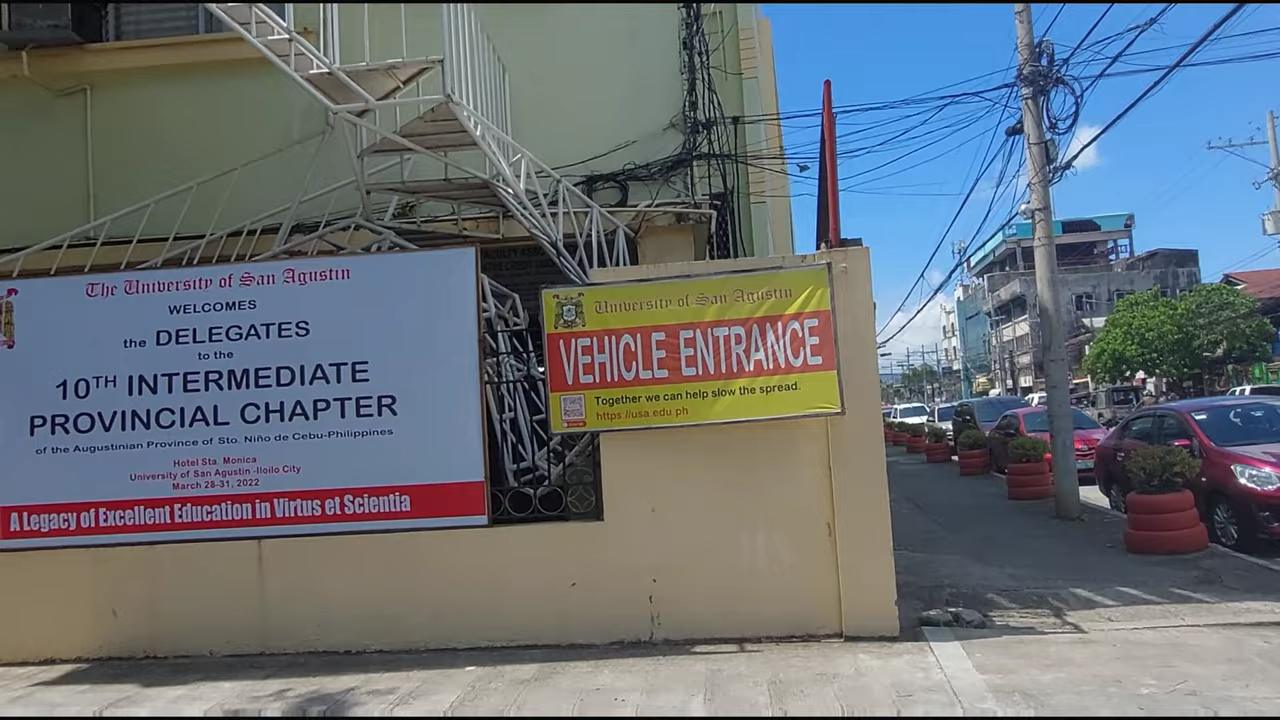 The University of San Agustin
WELCOMES
the DELEGATES
to the
10TH INTERMEDIATE
PROVINCIAL CHAPTER
of the Augustinian Province of Sto. Niño de Cebu-Philippines
Hotel Sta. Monica
University of San Agustin -Iloilo City
March 28-31, 2022
A Legacy of Excellent Education in Virtus et Scientia
University of San Agustin
VEHICLE ENTRANCE
Together we can help slow the spread.
https://usa.edu.ph